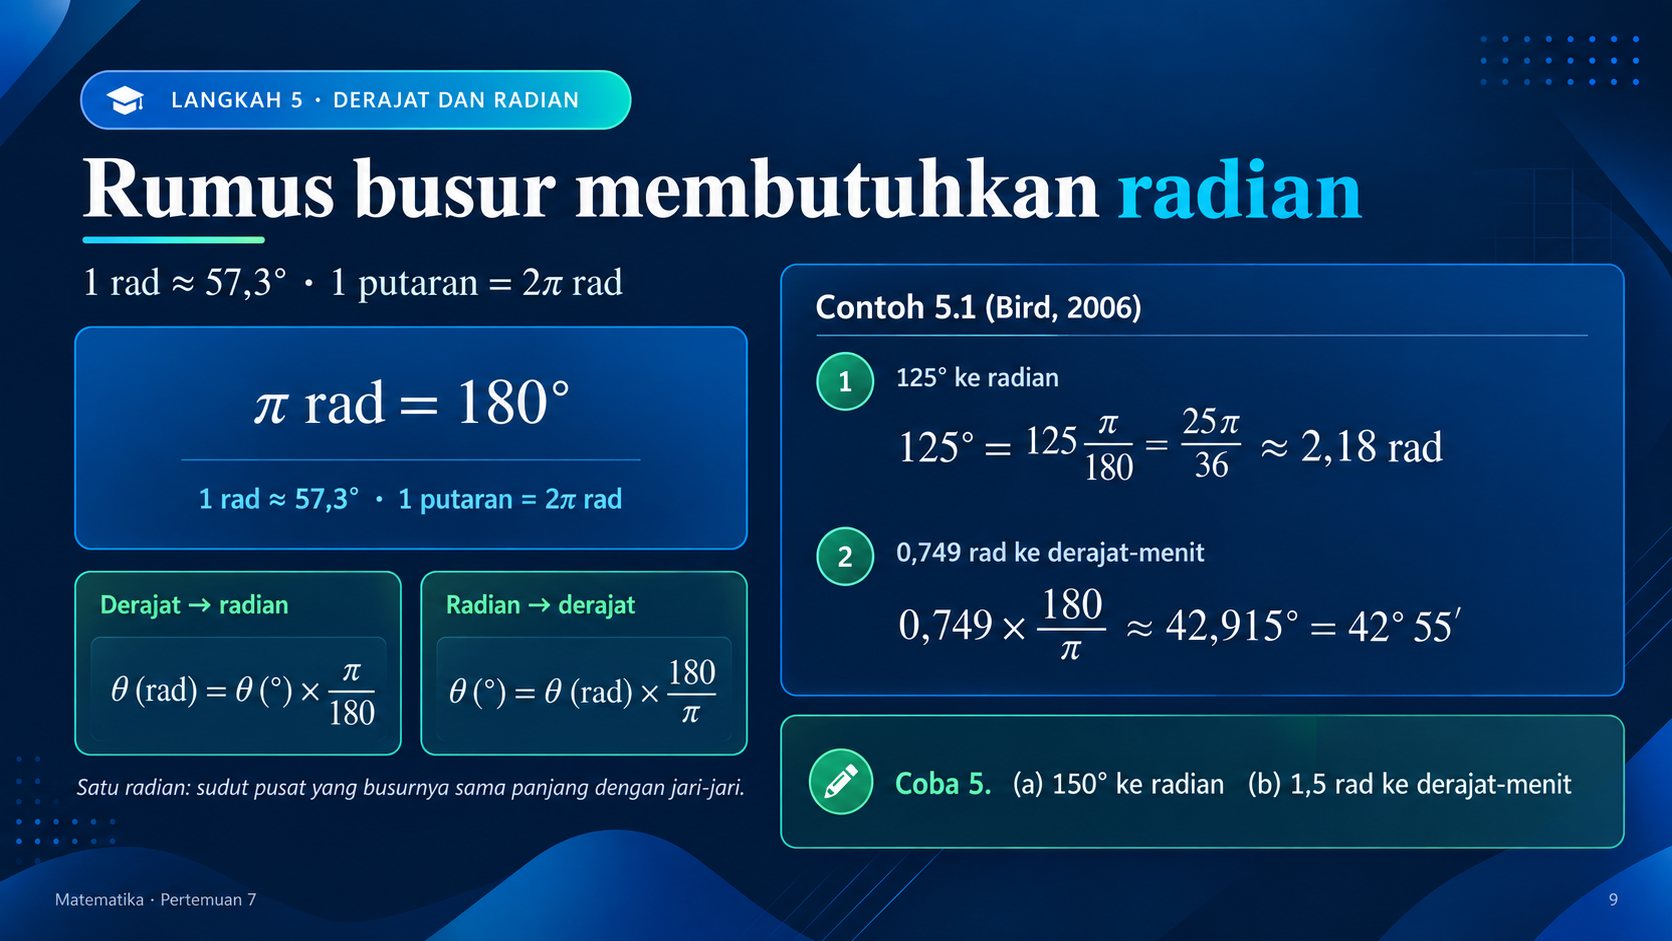 LANGKAH 5 · DERAJAT DAN RADIAN
Rumus busur membutuhkan radian
1 rad ≈ 57,3° · 1 putaran = 2π rad
π rad = 180°
1 rad ≈ 57,3° · 1 putaran = 2π rad
Derajat → radian
θ (rad) = θ (°) × π/180
Radian → derajat
θ (°) = θ (rad) × 180/π
Satu radian: sudut pusat yang busurnya sama panjang dengan jari-jari.
Contoh 5.1 (Bird, 2006)
1 125° ke radian
125° = 125 π/180 = 25π/36 ≈ 2,18 rad
2 0,749 rad ke derajat-menit
0,749 × 180/π ≈ 42,915° = 42° 55′
Coba 5. (a) 150° ke radian (b) 1,5 rad ke derajat-menit
Matematika · Pertemuan 7
9